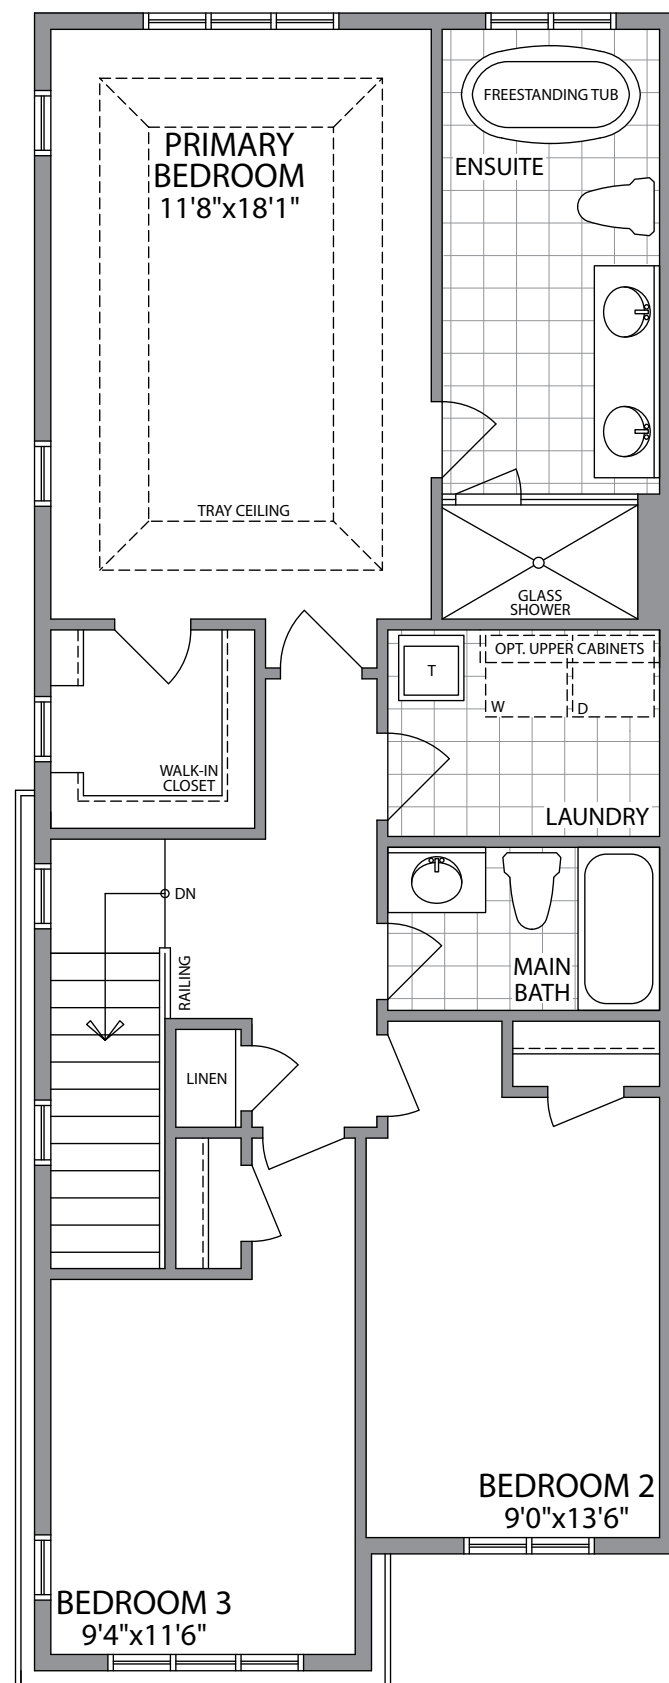 FREESTANDING TUB
ENSUITE
PRIMARY
BEDROOM
11'8"x18'1"
TRAY CEILING
GLASS
SHOWER
OPT. UPPER CABINETS
T
W
D
WALK-IN
CLOSET
LAUNDRY
DN
RAILING
MAIN
BATH
LINEN
BEDROOM 2
9'0"x13'6"
BEDROOM 3
9'4"x11'6"